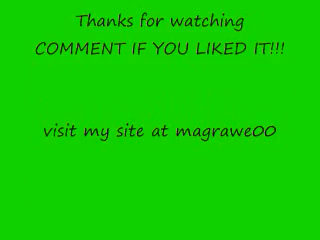 Thanks for watching
COMMENT IF YOU LIKED IT!!!
visit my site at magrawe00